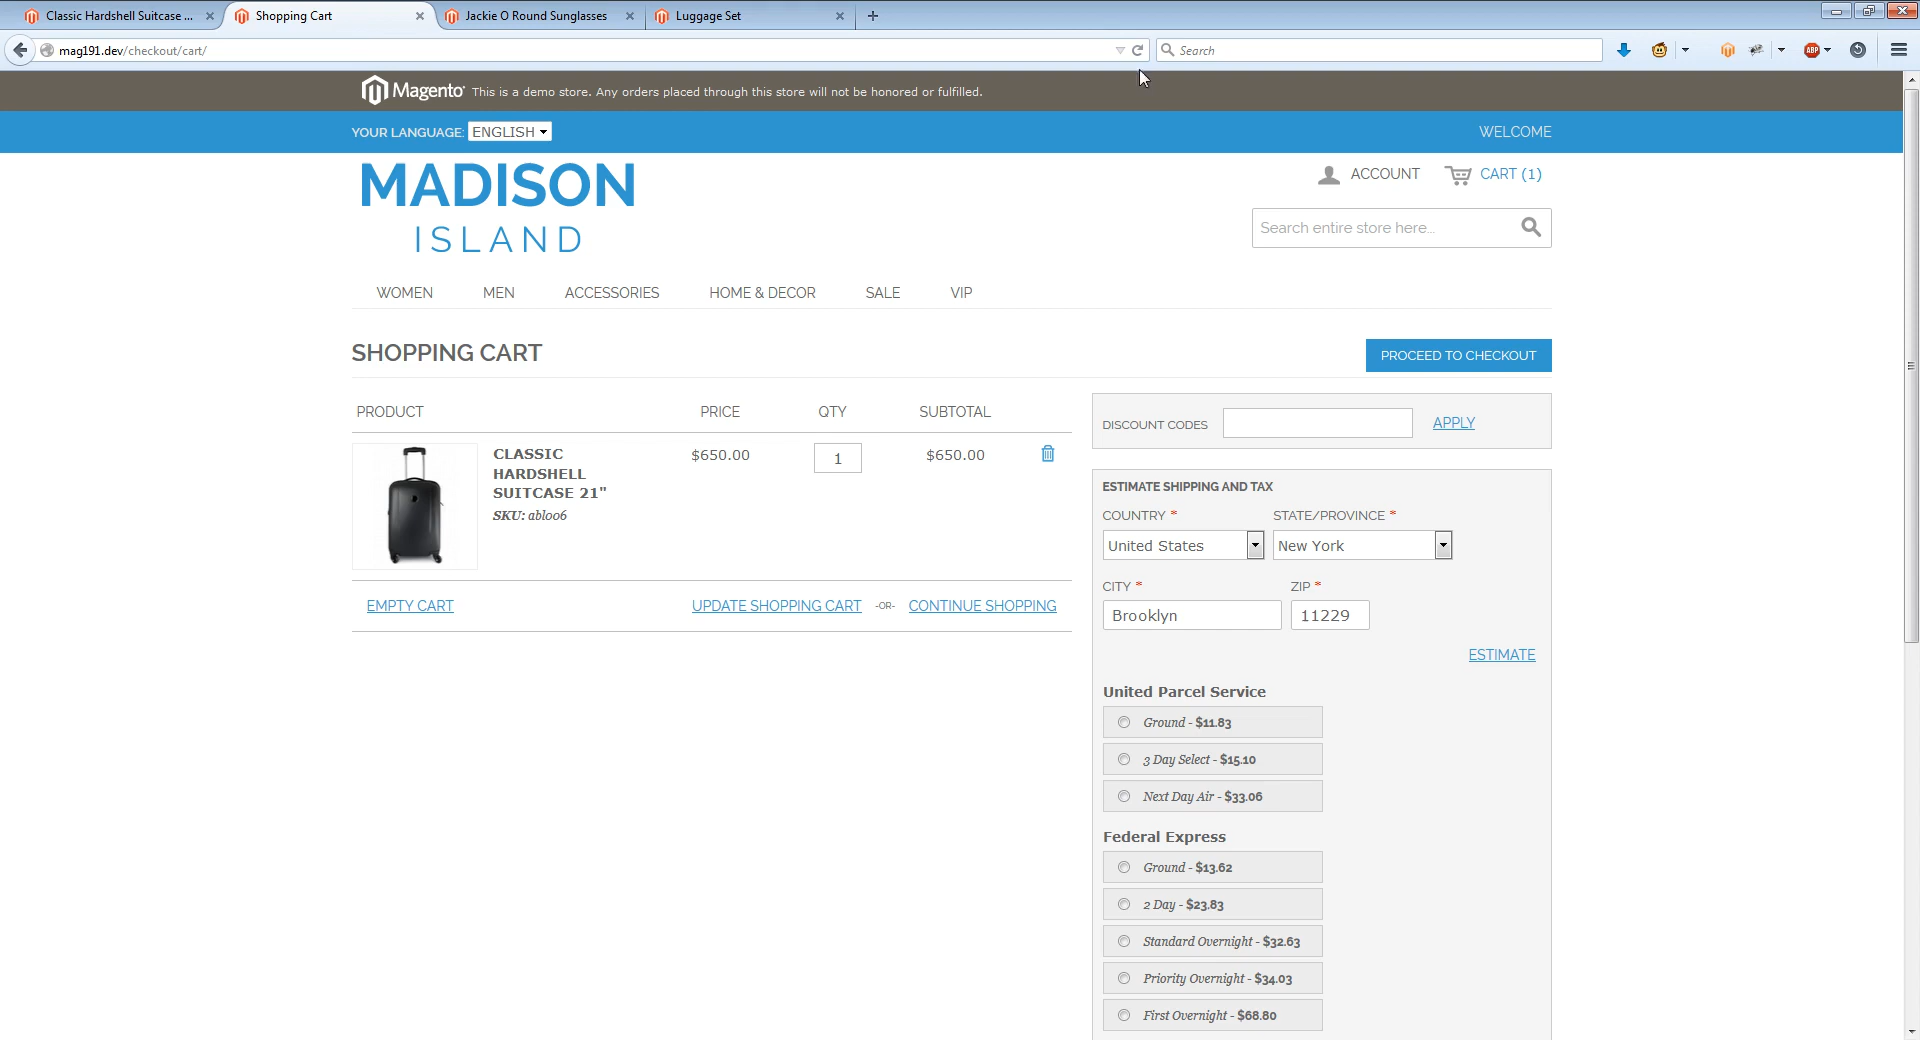 Classic Hardshell Suitcase ...
Shopping Cart
Jackie O Round Sunglasses
Luggage Set
mag191.dev/checkout/cart/
Search
ABP
Magento This is a demo store. Any orders placed through this store will not be honored or fulfilled.
YOUR LANGUAGE: ENGLISH
WELCOME
MADISON
ISLAND
ACCOUNT
CART (1)
Search entire store here...
WOMEN
MEN
ACCESSORIES
HOME & DECOR
SALE
VIP
SHOPPING CART
PROCEED TO CHECKOUT
PRODUCT PRICE QTY SUBTOTAL
CLASSIC
HARDSHELL
SUITCASE 21"
SKU: abl006
$650.00
1
$650.00
EMPTY CART
UPDATE SHOPPING CART -OR- CONTINUE SHOPPING
DISCOUNT CODES
APPLY
ESTIMATE SHIPPING AND TAX
COUNTRY * STATE/PROVINCE *
United States New York
CITY * ZIP *
Brooklyn 11229
ESTIMATE
United Parcel Service
Ground - $11.83
3 Day Select - $15.10
Next Day Air - $33.06
Federal Express
Ground - $13.62
2 Day - $23.83
Standard Overnight - $32.63
Priority Overnight - $34.03
First Overnight - $68.80